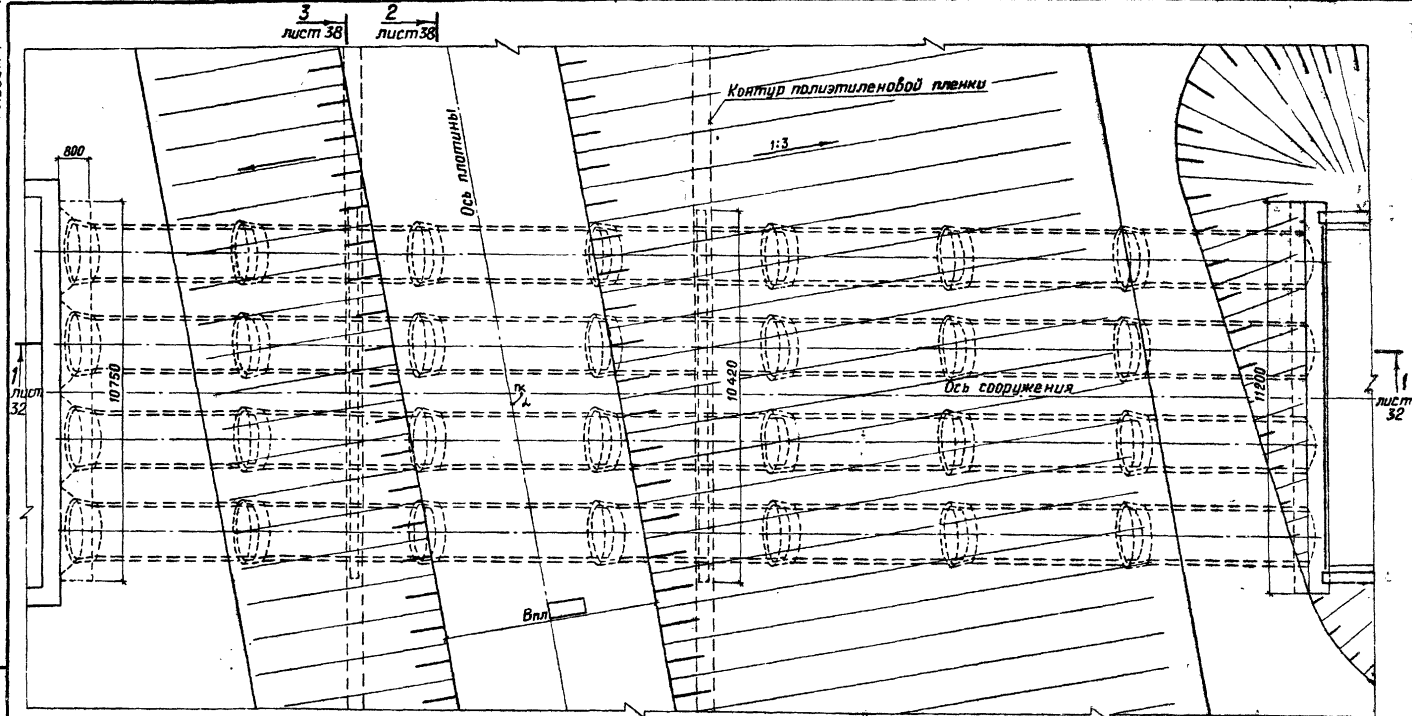 3
лист 38
2
лист 38
Контур полиэтиленовой пленки
1:3
800
Ось плотины
10750
10420
11200
1
лист
32
Ось сооружения
1
лист
32
Впл